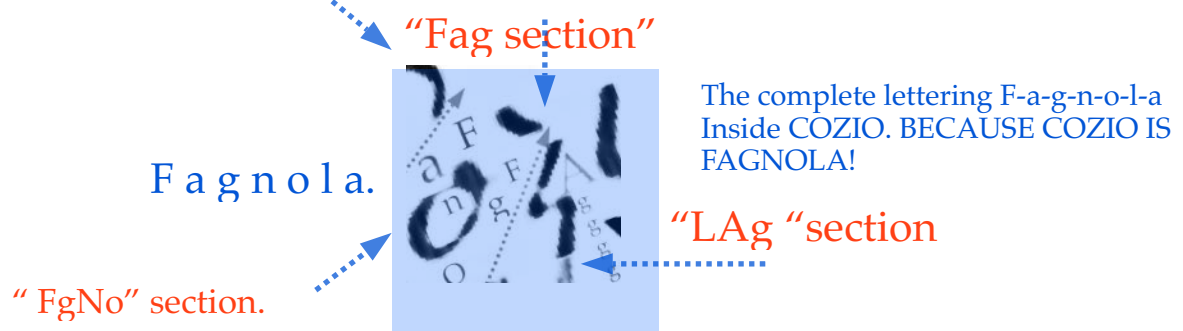 “Fag section”
The complete lettering F-a-g-n-o-l-a
Inside COZIO. BECAUSE COZIO IS
FAGNOLA!
F a g n o l a.
F
a
F
A
n
g
g
g
g
g
g
o
“LAg “section
“ FgNo” section.